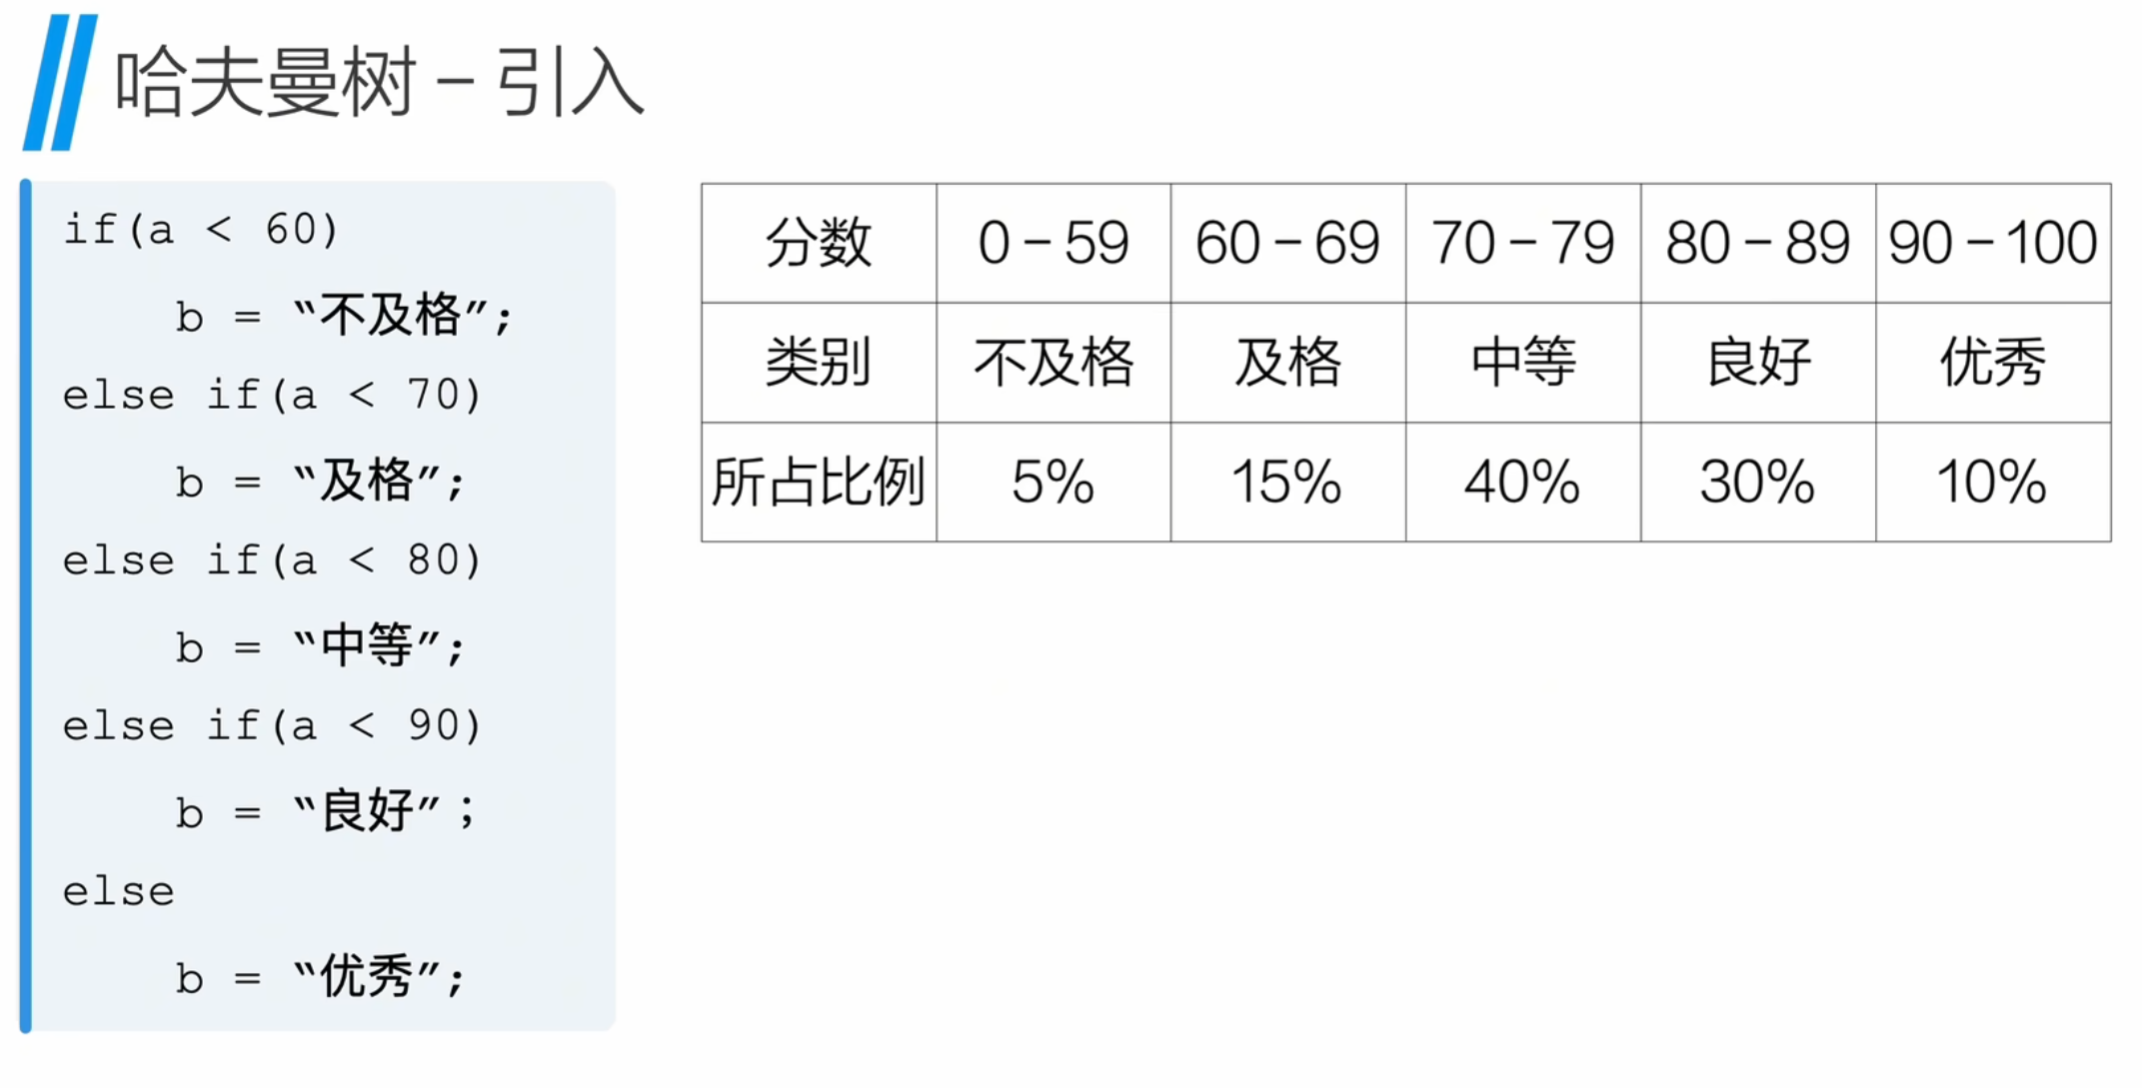 哈夫曼树 – 引入
if(a < 60)
b = “不及格”;
else if(a < 70)
b = “及格”;
else if(a < 80)
b = “中等”;
else if(a < 90)
b = “良好”;
else
b = “优秀”;
分数 0 – 59 60 – 69 70 – 79 80 – 89 90 – 100
类别 不及格 及格 中等 良好 优秀
所占比例 5% 15% 40% 30% 10%